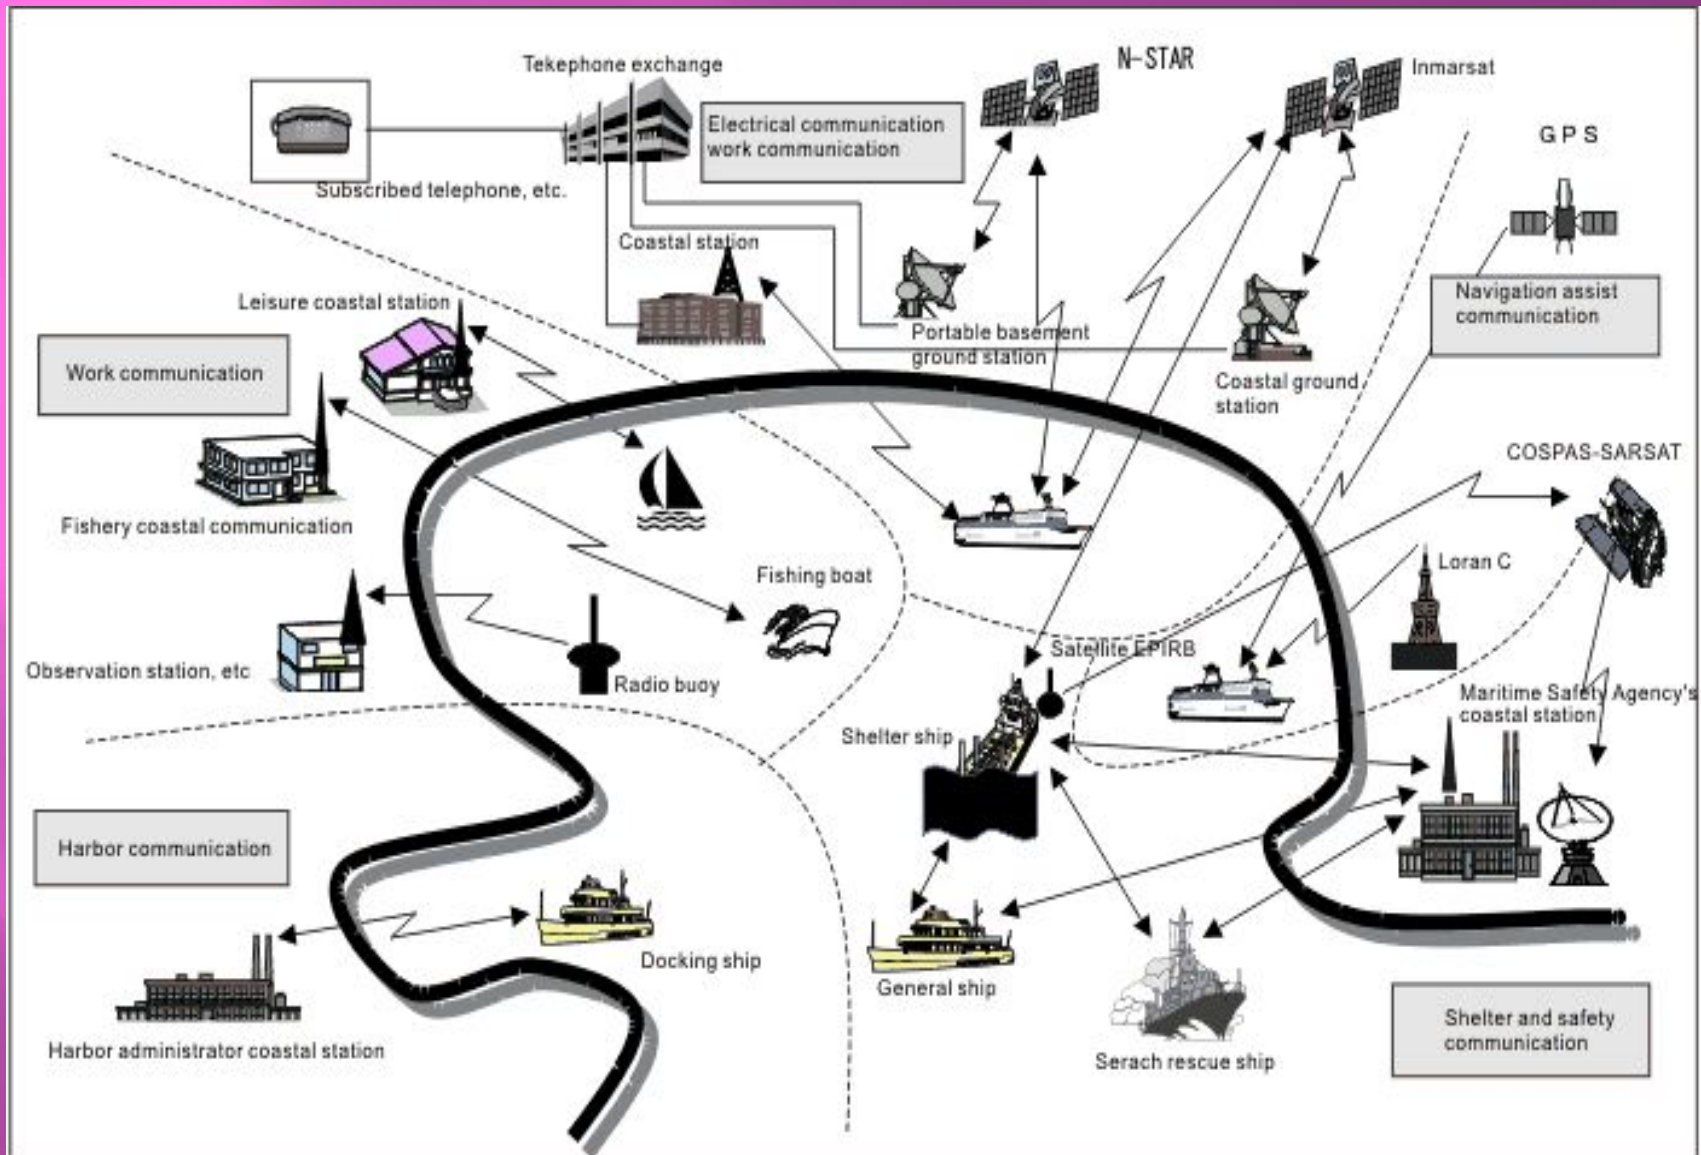 Tekephone exchange
N-STAR
Inmarsat
Electrical communication
work communication
GPS
Subscribed telephone, etc.
Coastal station
Leisure coastal station
Navigation assist
communication
Portable basement
ground station
Work communication
Coastal ground
station
COSPAS-SARSAT
Fishery coastal communication
Loran C
Fishing boat
Satellite EPIRB
Observation station, etc
Radio buoy
Maritime Safety Agency's
coastal station
Shelter ship
Harbor communication
Docking ship
General ship
Shelter and safety
communication
Harbor administrator coastal station
Serach rescue ship